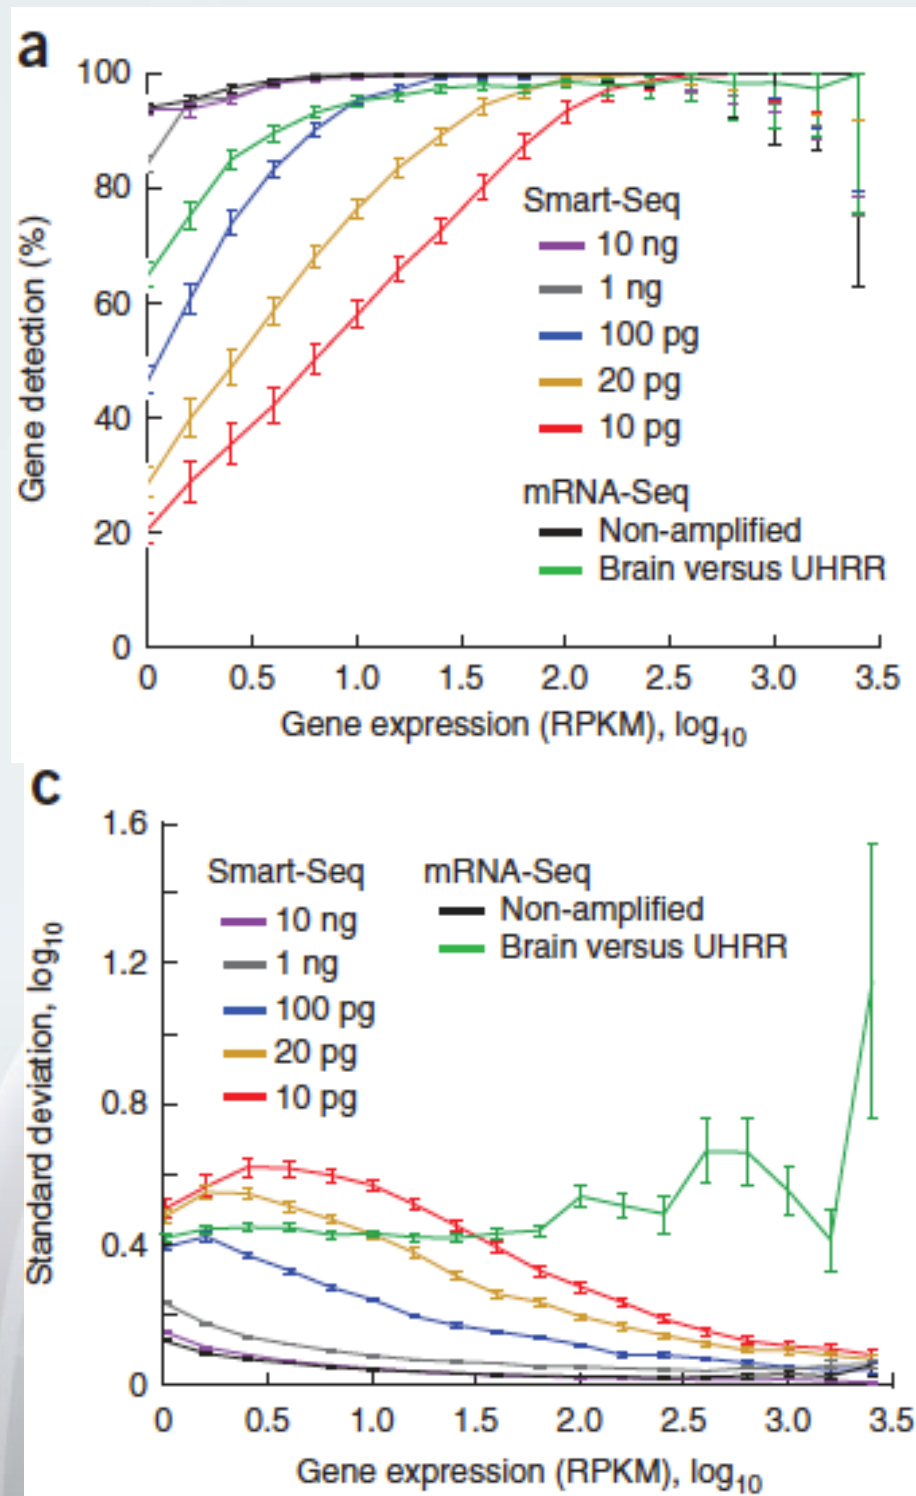 a
100
80
60
40
20
0
Gene detection (%)
Smart-Seq
10 ng
1 ng
100 pg
20 pg
10 pg
mRNA-Seq
Non-amplified
Brain versus UHRR
0 0.5 1.0 1.5 2.0 2.5 3.0 3.5
Gene expression (RPKM), log10
c
1.6
1.2
0.8
0.4
0
Standard deviation, log10
Smart-Seq
10 ng
1 ng
100 pg
20 pg
10 pg
mRNA-Seq
Non-amplified
Brain versus UHRR
0 0.5 1.0 1.5 2.0 2.5 3.0 3.5
Gene expression (RPKM), log10